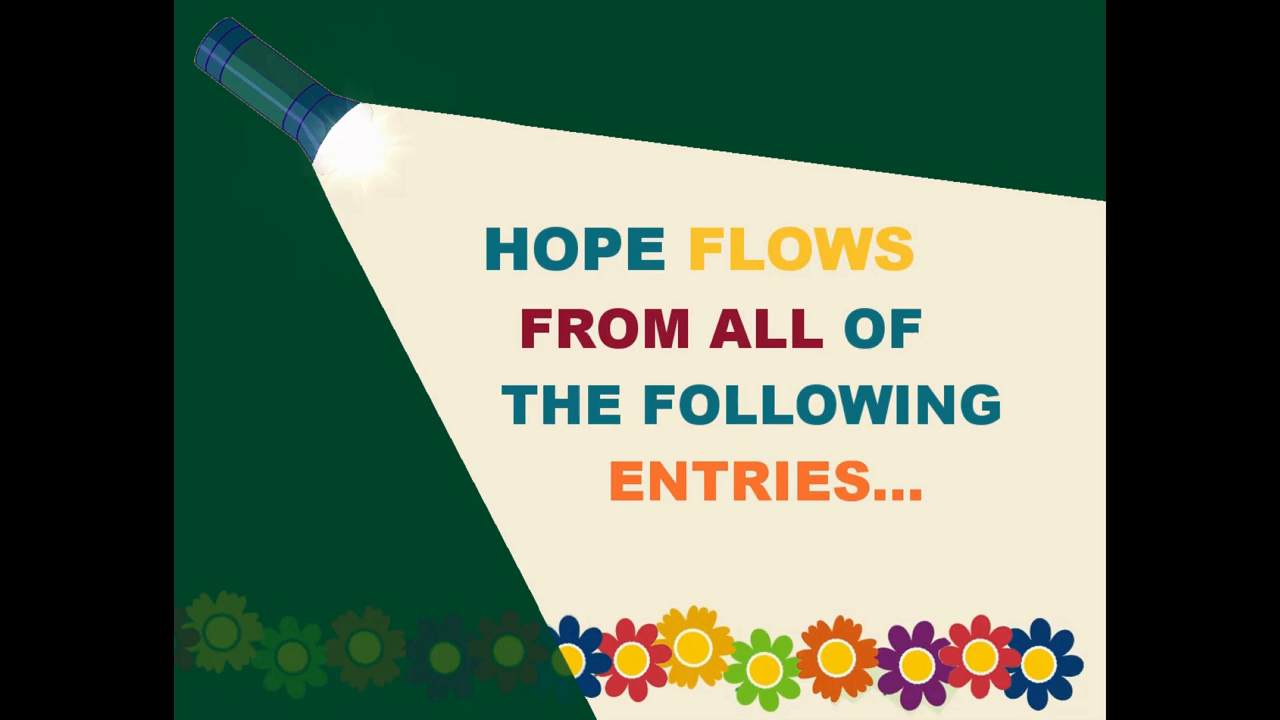 HOPE FLOWS
FROM ALL OF
THE FOLLOWING
ENTRIES...